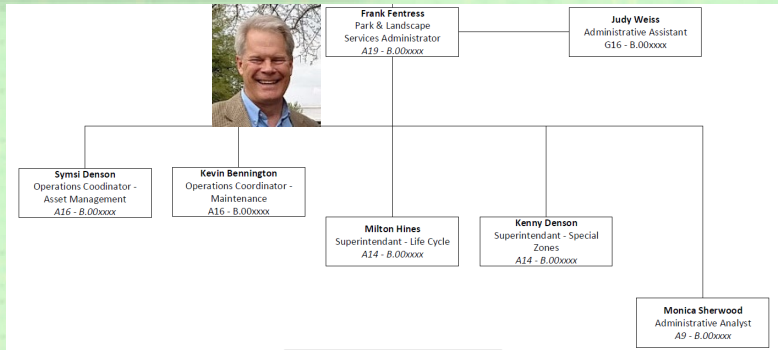 Frank Fentress
Park & Landscape
Services Administrator
A19 - B.00xxxx
Judy Weiss
Administrative Assistant
G16 - B.00xxxx
Symsi Denson
Operations Coodinator -
Asset Management
A16 - B.00xxxx
Kevin Bennington
Operations Coordinator -
Maintenance
A16 - B.00xxxx
Milton Hines
Superintendant - Life Cycle
A14 - B.00xxxx
Kenny Denson
Superintendant - Special
Zones
A14 - B.00xxxx
Monica Sherwood
Administrative Analyst
A9 - B.00xxxx